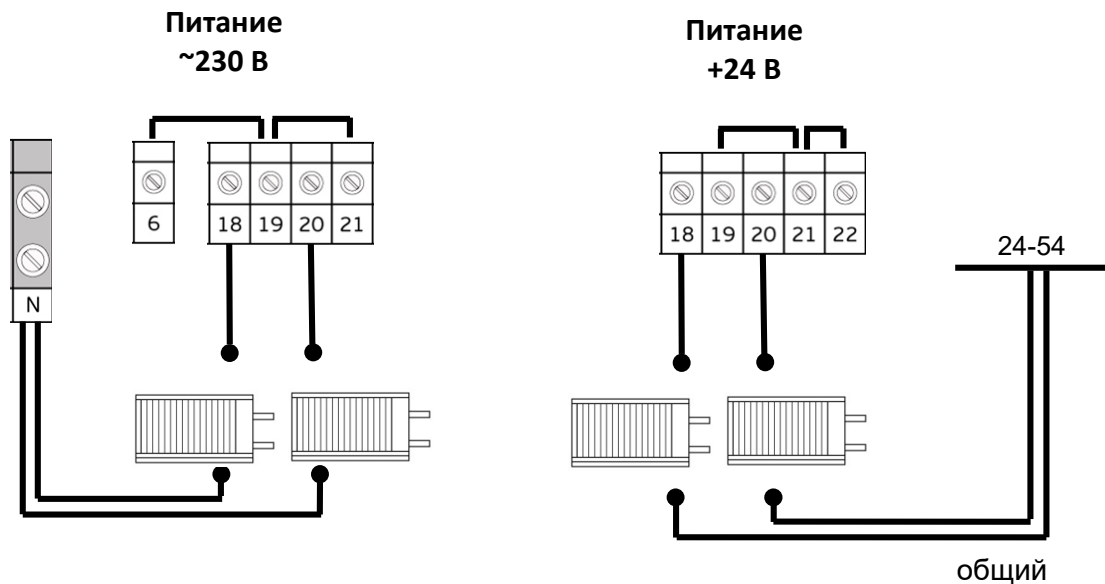 Питание
~230 В
Питание
+24 В
6
18 19 20 21
18 19 20 21 22
24-54
N
общий